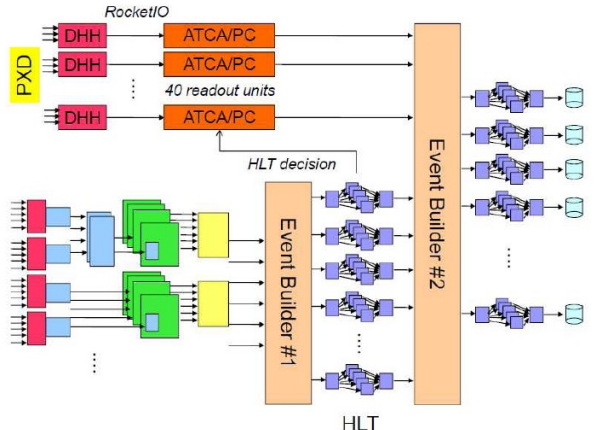 RocketIO
PXD
DHH
ATCA/PC
DHH
ATCA/PC
40 readout units
DHH
ATCA/PC
HLT decision
Event Builder #1
Event Builder #2
HLT